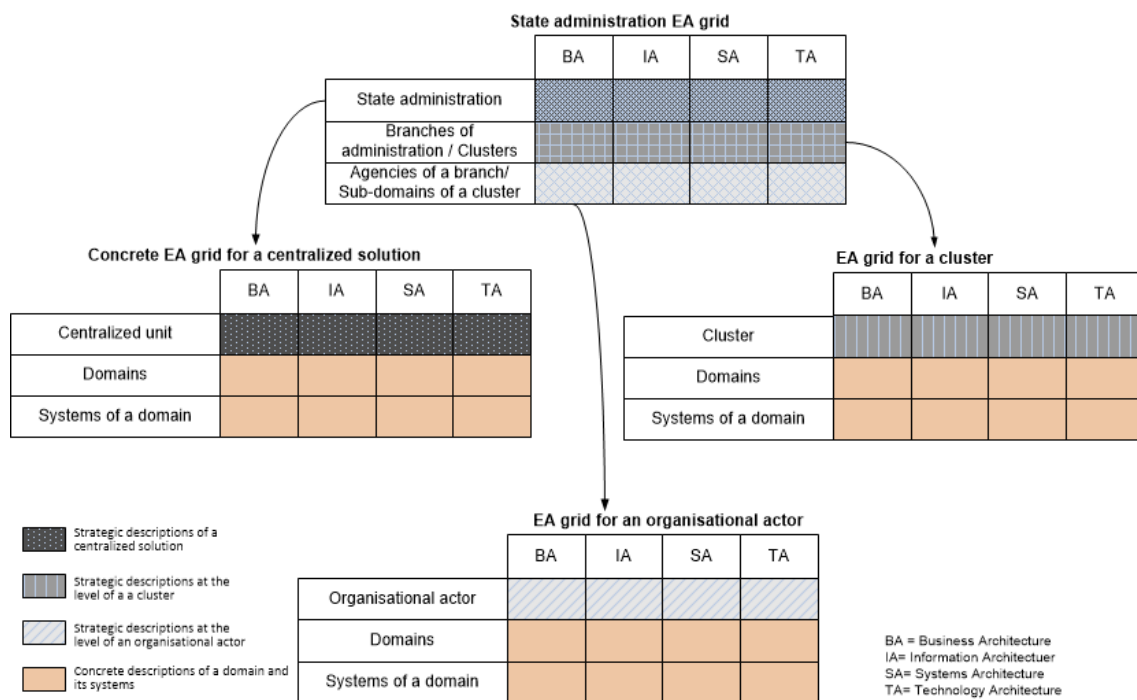 State administration EA grid
BA IA SA TA
State administration
Branches of
administration / Clusters
Agencies of a branch/
Sub-domains of a cluster
Concrete EA grid for a centralized solution
BA IA SA TA
Centralized unit
Domains
Systems of a domain
EA grid for a cluster
BA IA SA TA
Cluster
Domains
Systems of a domain
EA grid for an organisational actor
BA IA SA TA
Organisational actor
Domains
Systems of a domain
Strategic descriptions of a
centralized solution
Strategic descriptions at the
level of a a cluster
Strategic descriptions at the
level of an organisational actor
Concrete descriptions of a domain and
its systems
BA = Business Architecture
IA= Information Architectuer
SA= Systems Architecture
TA= Technology Architecture